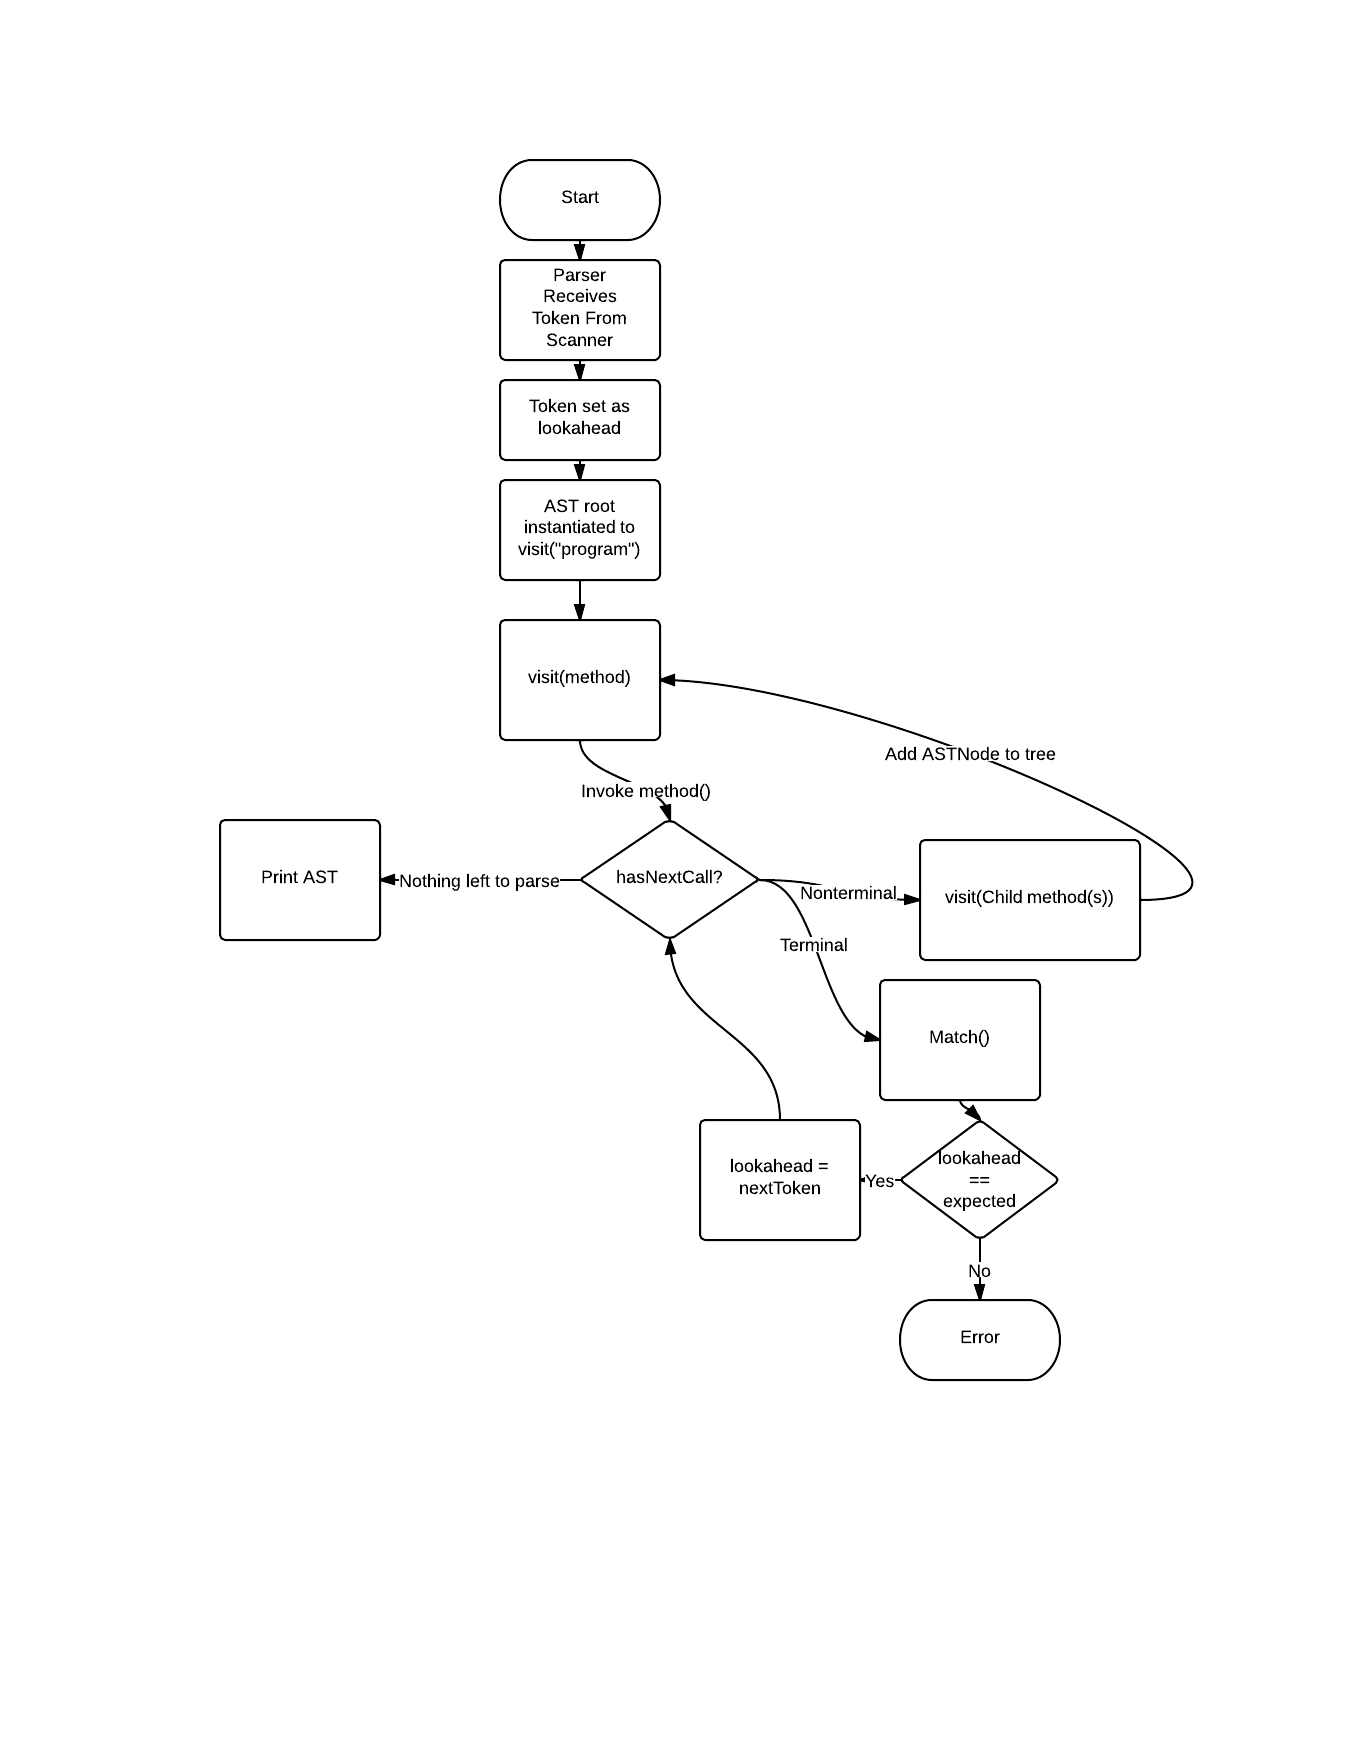 Start
Parser
Receives
Token From
Scanner
Token set as
lookahead
AST root
instantiated to
visit("program")
visit(method)
Add ASTNode to tree
Invoke method()
Print AST
Nothing left to parse
hasNextCall?
Nonterminal
visit(Child method(s))
Terminal
Match()
lookahead =
nextToken
Yes
lookahead
==
expected
No
Error